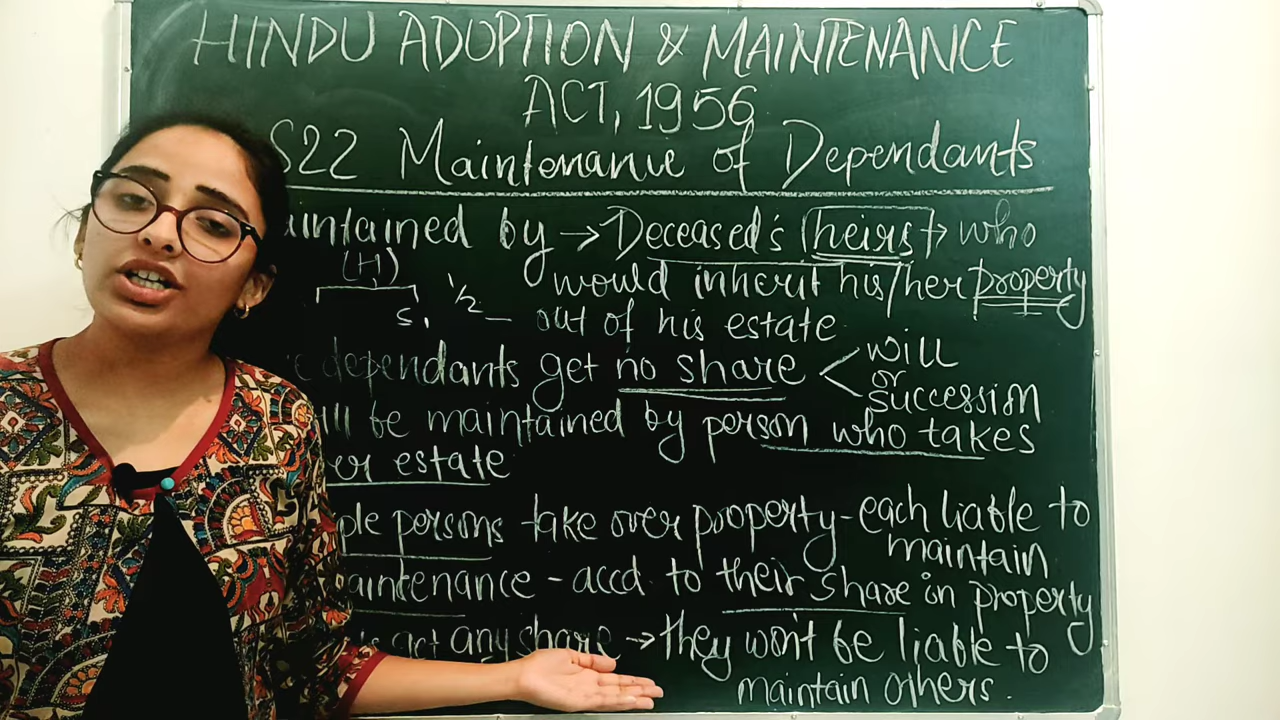 HINDU ADOPTION & MAINTENANCE
ACT, 1956
S22 Maintenance of Dependants
aintained by → Deceased's heirs → who
(H)
would inherit his/her property
S, 1/2 – out of his estate
dependants get no share < will
or
succession
ill be maintained by person who takes
er estate
ple persons take over property - each liable to
maintain
aintenance - accd to their share in property
get any share → they won't be liable to
maintain others.